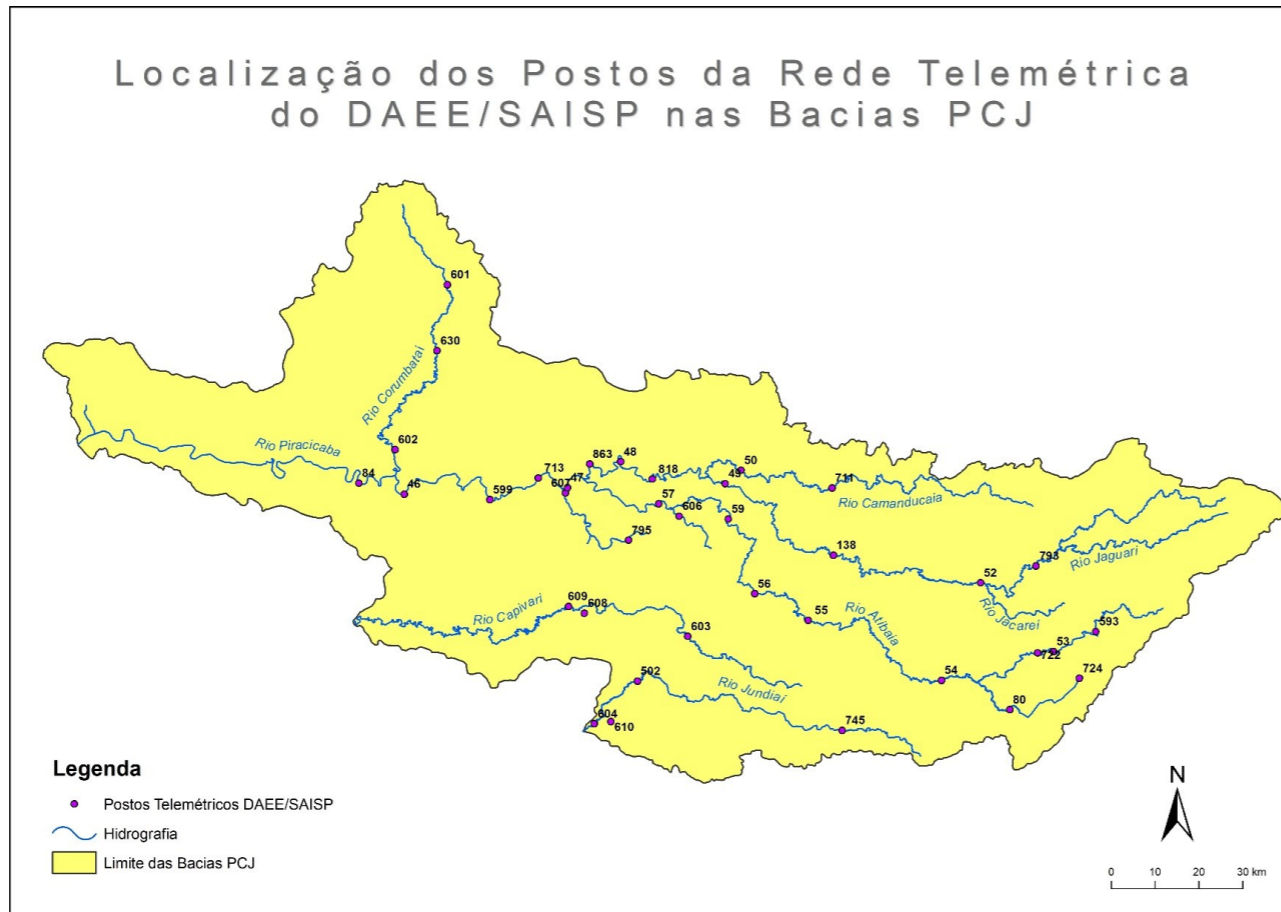 Localização dos Postos da Rede Telemétrica
do DAEE/SAISP nas Bacias PCJ
601
630
Rio Corumbataí
602
Rio Piracicaba
84
46
599
713
607
47
863
48
818
49
50
711
Rio Camanducaia
57
606
59
795
138
52
793
Rio Jaguari
Rio Jacareí
56
55
Rio Atibaia
593
53
722
724
54
80
609
608
Rio Capivari
603
502
Rio Jundiaí
604
610
745
Legenda
Postos Telemétricos DAEE/SAISP
Hidrografia
Limite das Bacias PCJ
N
0 10 20 30 km